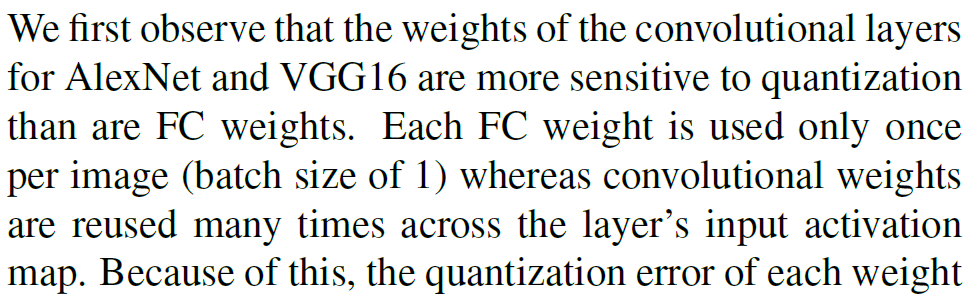 We first observe that the weights of the convolutional layers
for AlexNet and VGG16 are more sensitive to quantization
than are FC weights. Each FC weight is used only once
per image (batch size of 1) whereas convolutional weights
are reused many times across the layer's input activation
map. Because of this, the quantization error of each weight